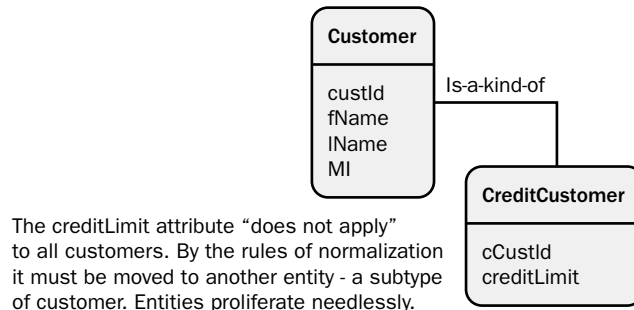 Customer
custId
fName
lName
MI
Is-a-kind-of
CreditCustomer
cCustId
creditLimit
The creditLimit attribute “does not apply”
to all customers. By the rules of normalization
it must be moved to another entity - a subtype
of customer. Entities proliferate needlessly.